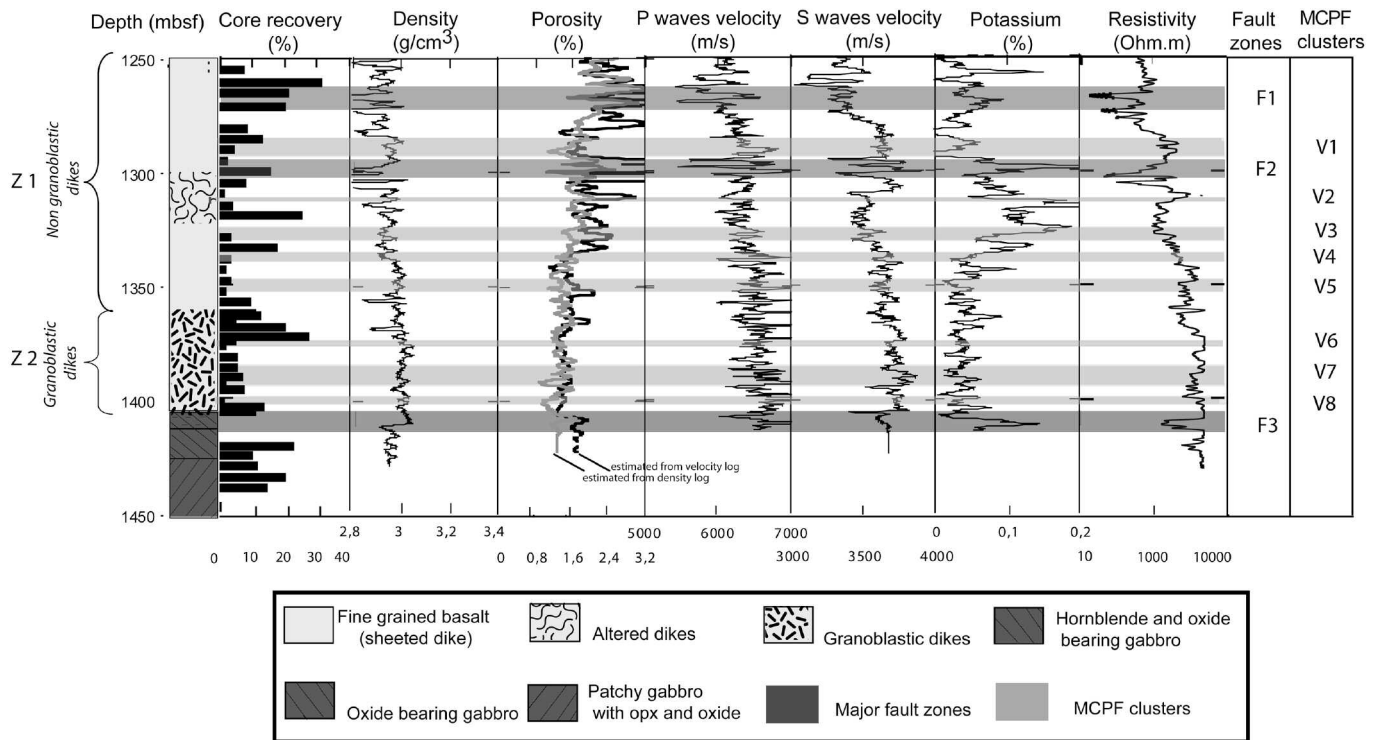 Depth (mbsf)
Core recovery
(%)
Density
(g/cm3)
Porosity
(%)
P waves velocity
(m/s)
S waves velocity
(m/s)
Potassium
(%)
Resistivity
(Ohm.m)
Fault
zones
MCPF
clusters
1250
1300
1350
1400
1450
Z 1
Non granoblastic
dikes
Z 2
Granoblastic
dikes
F1
V1
F2
V2
V3
V4
V5
V6
V7
V8
F3
estimated from velocity log
estimated from density log
0 10 20 30 40
2,8 3 3,2 3,4
0 0,8 1,6 2,4 3,2
5000 6000 7000
3000 3500 4000
0 0,1 0,2
10 1000 10000
Fine grained basalt
(sheeted dike)
Altered dikes
Granoblastic dikes
Hornblende and oxide
bearing gabbro
Oxide bearing gabbro
Patchy gabbro
with opx and oxide
Major fault zones
MCPF clusters